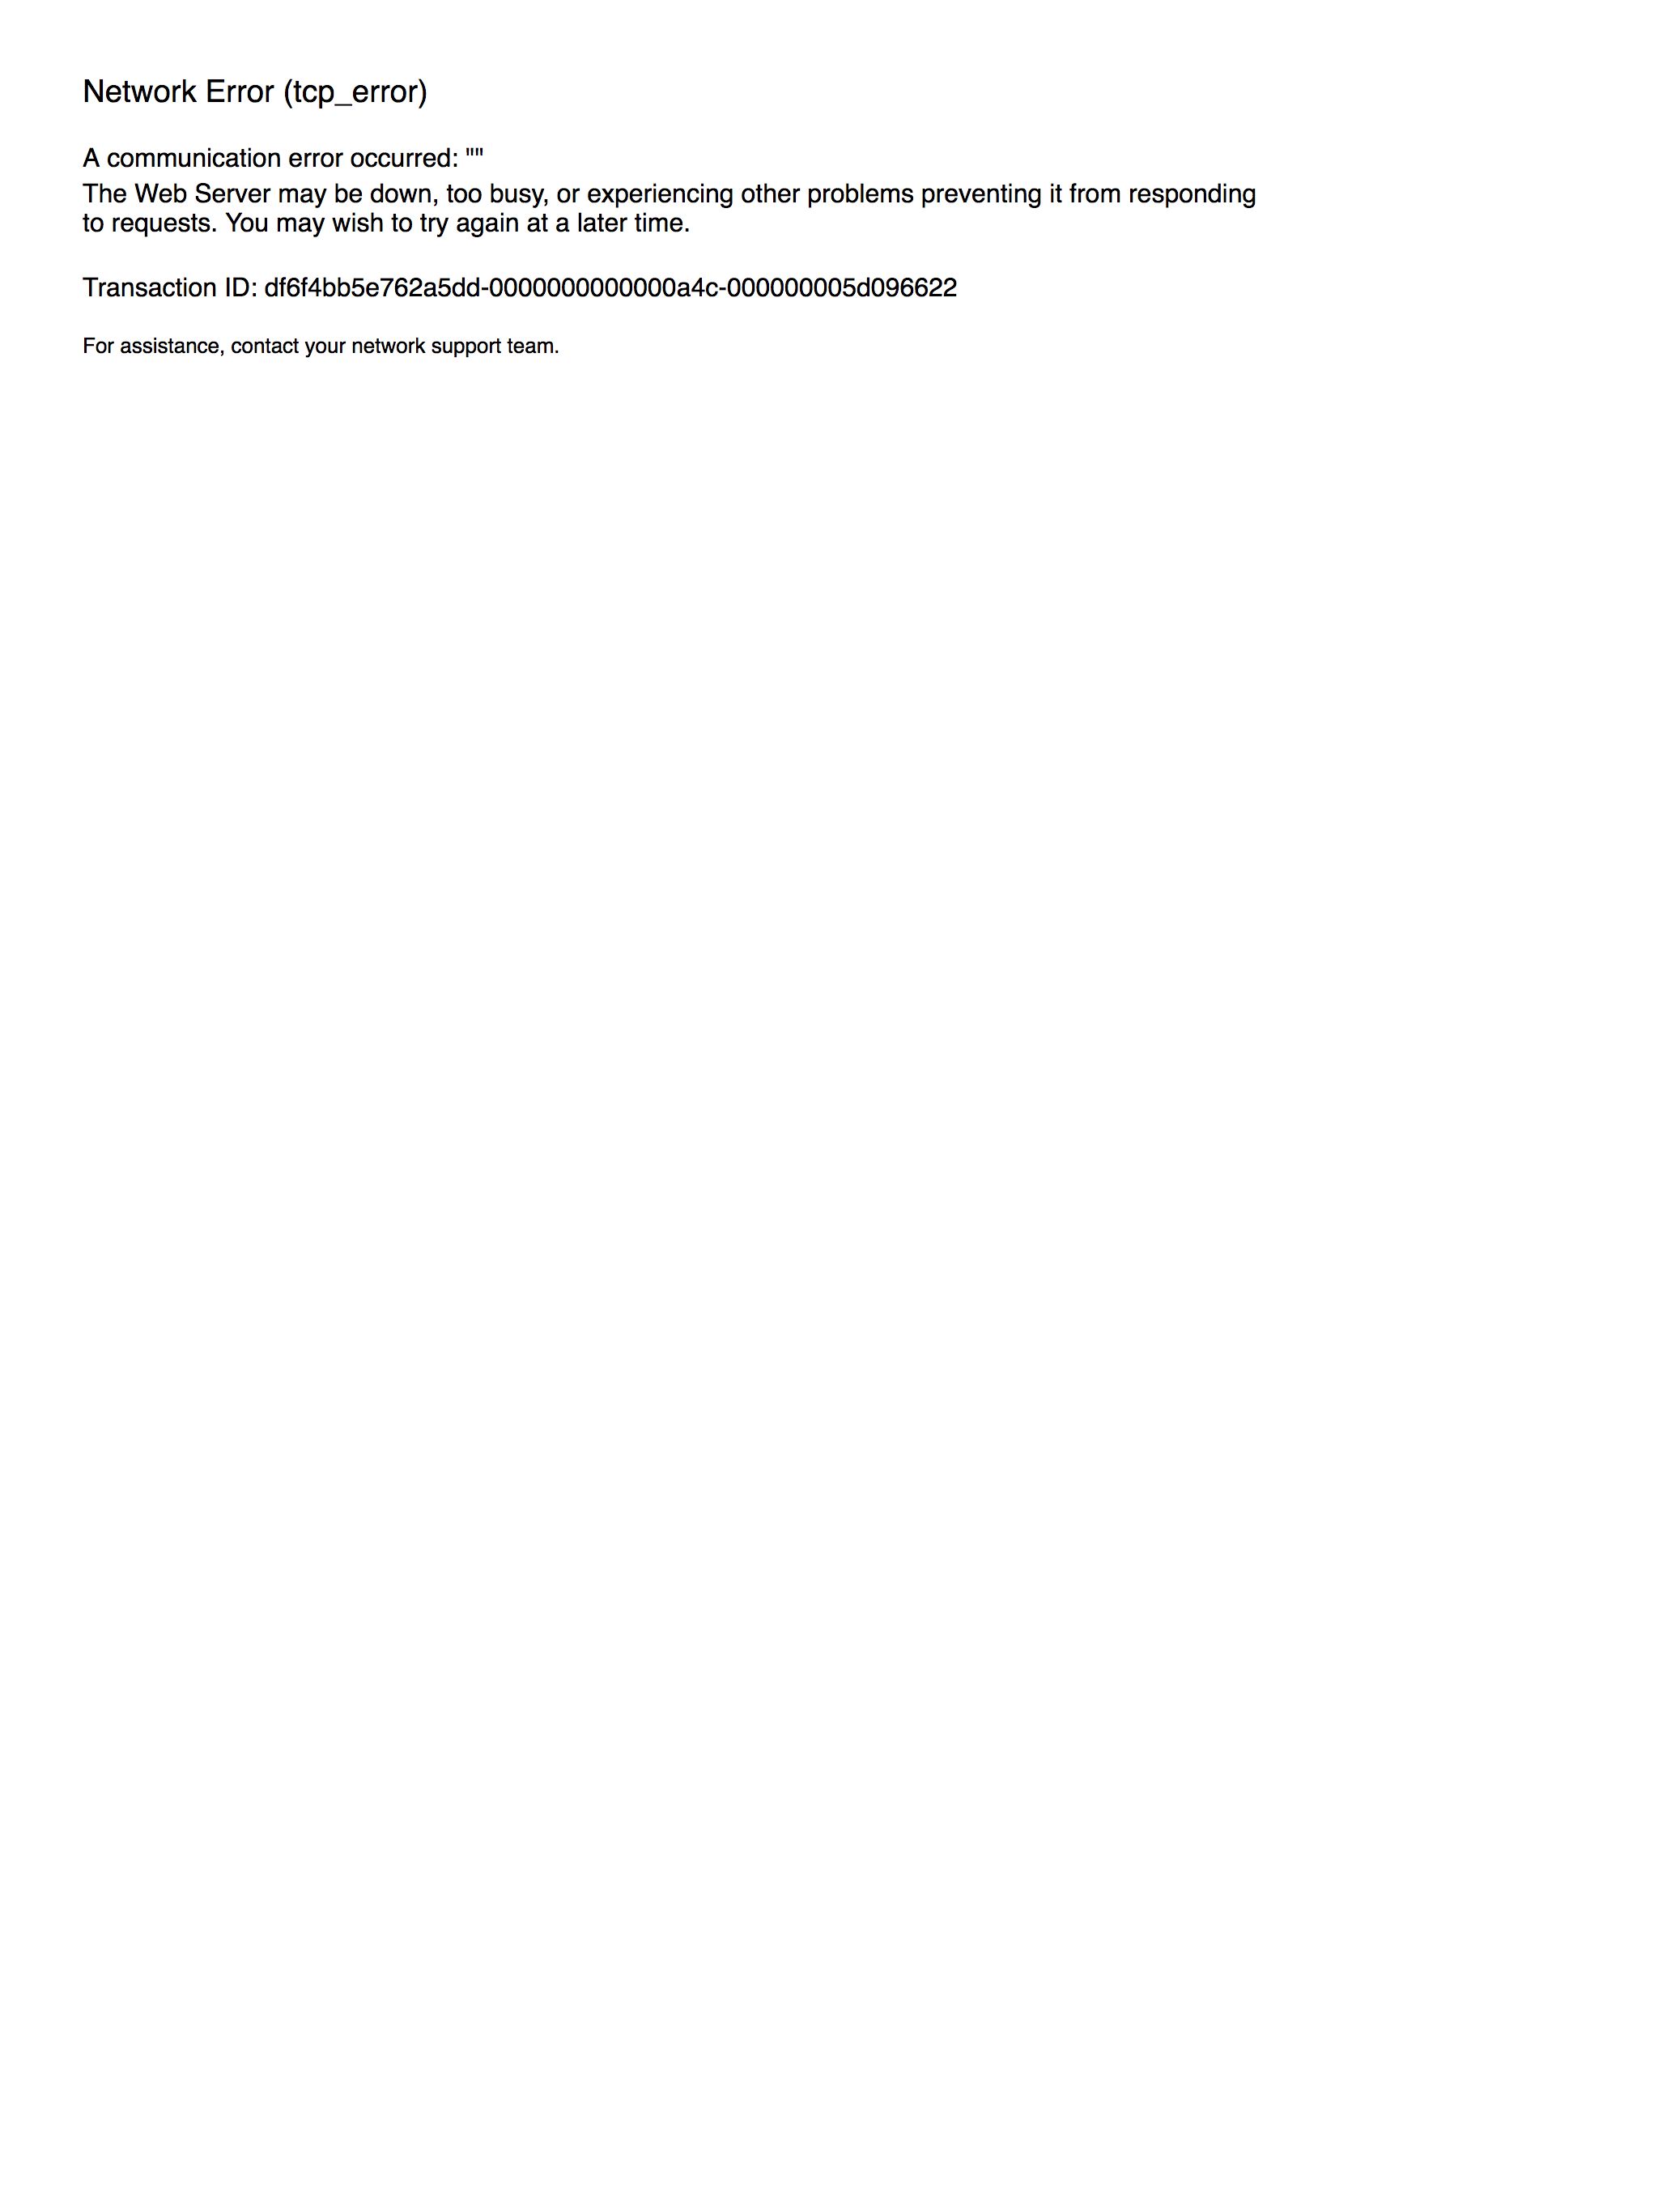 Network Error (tcp_error)
A communication error occurred: ""
The Web Server may be down, too busy, or experiencing other problems preventing it from responding
to requests. You may wish to try again at a later time.
Transaction ID: df6f4bb5e762a5dd-0000000000000a4c-000000005d096622
For assistance, contact your network support team.